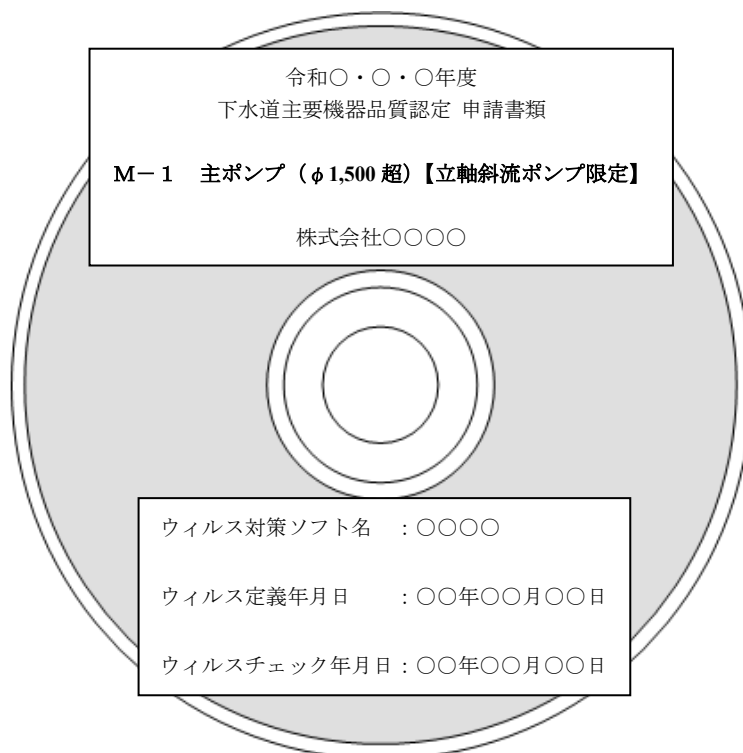 令和○・○・○年度
下水道主要機器品質認定 申請書類
M－1 主ポンプ（φ1,500 超）【立軸斜流ポンプ限定】
株式会社○○○○
ウィルス対策ソフト名 ：○○○○
ウィルス定義年月日 ：○○年○○月○○日
ウィルスチェック年月日：○○年○○月○○日